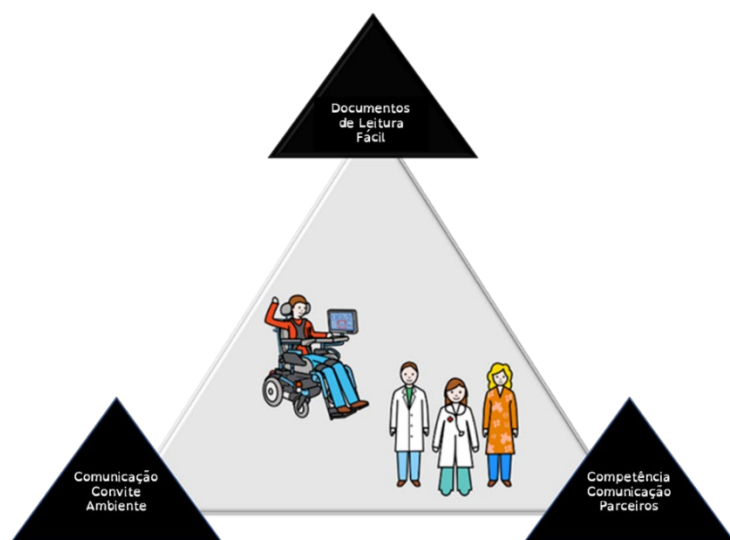 Documentos
de Leitura
Fácil
Comunicação
Convite
Ambiente
Competência
Comunicação
Parceiros